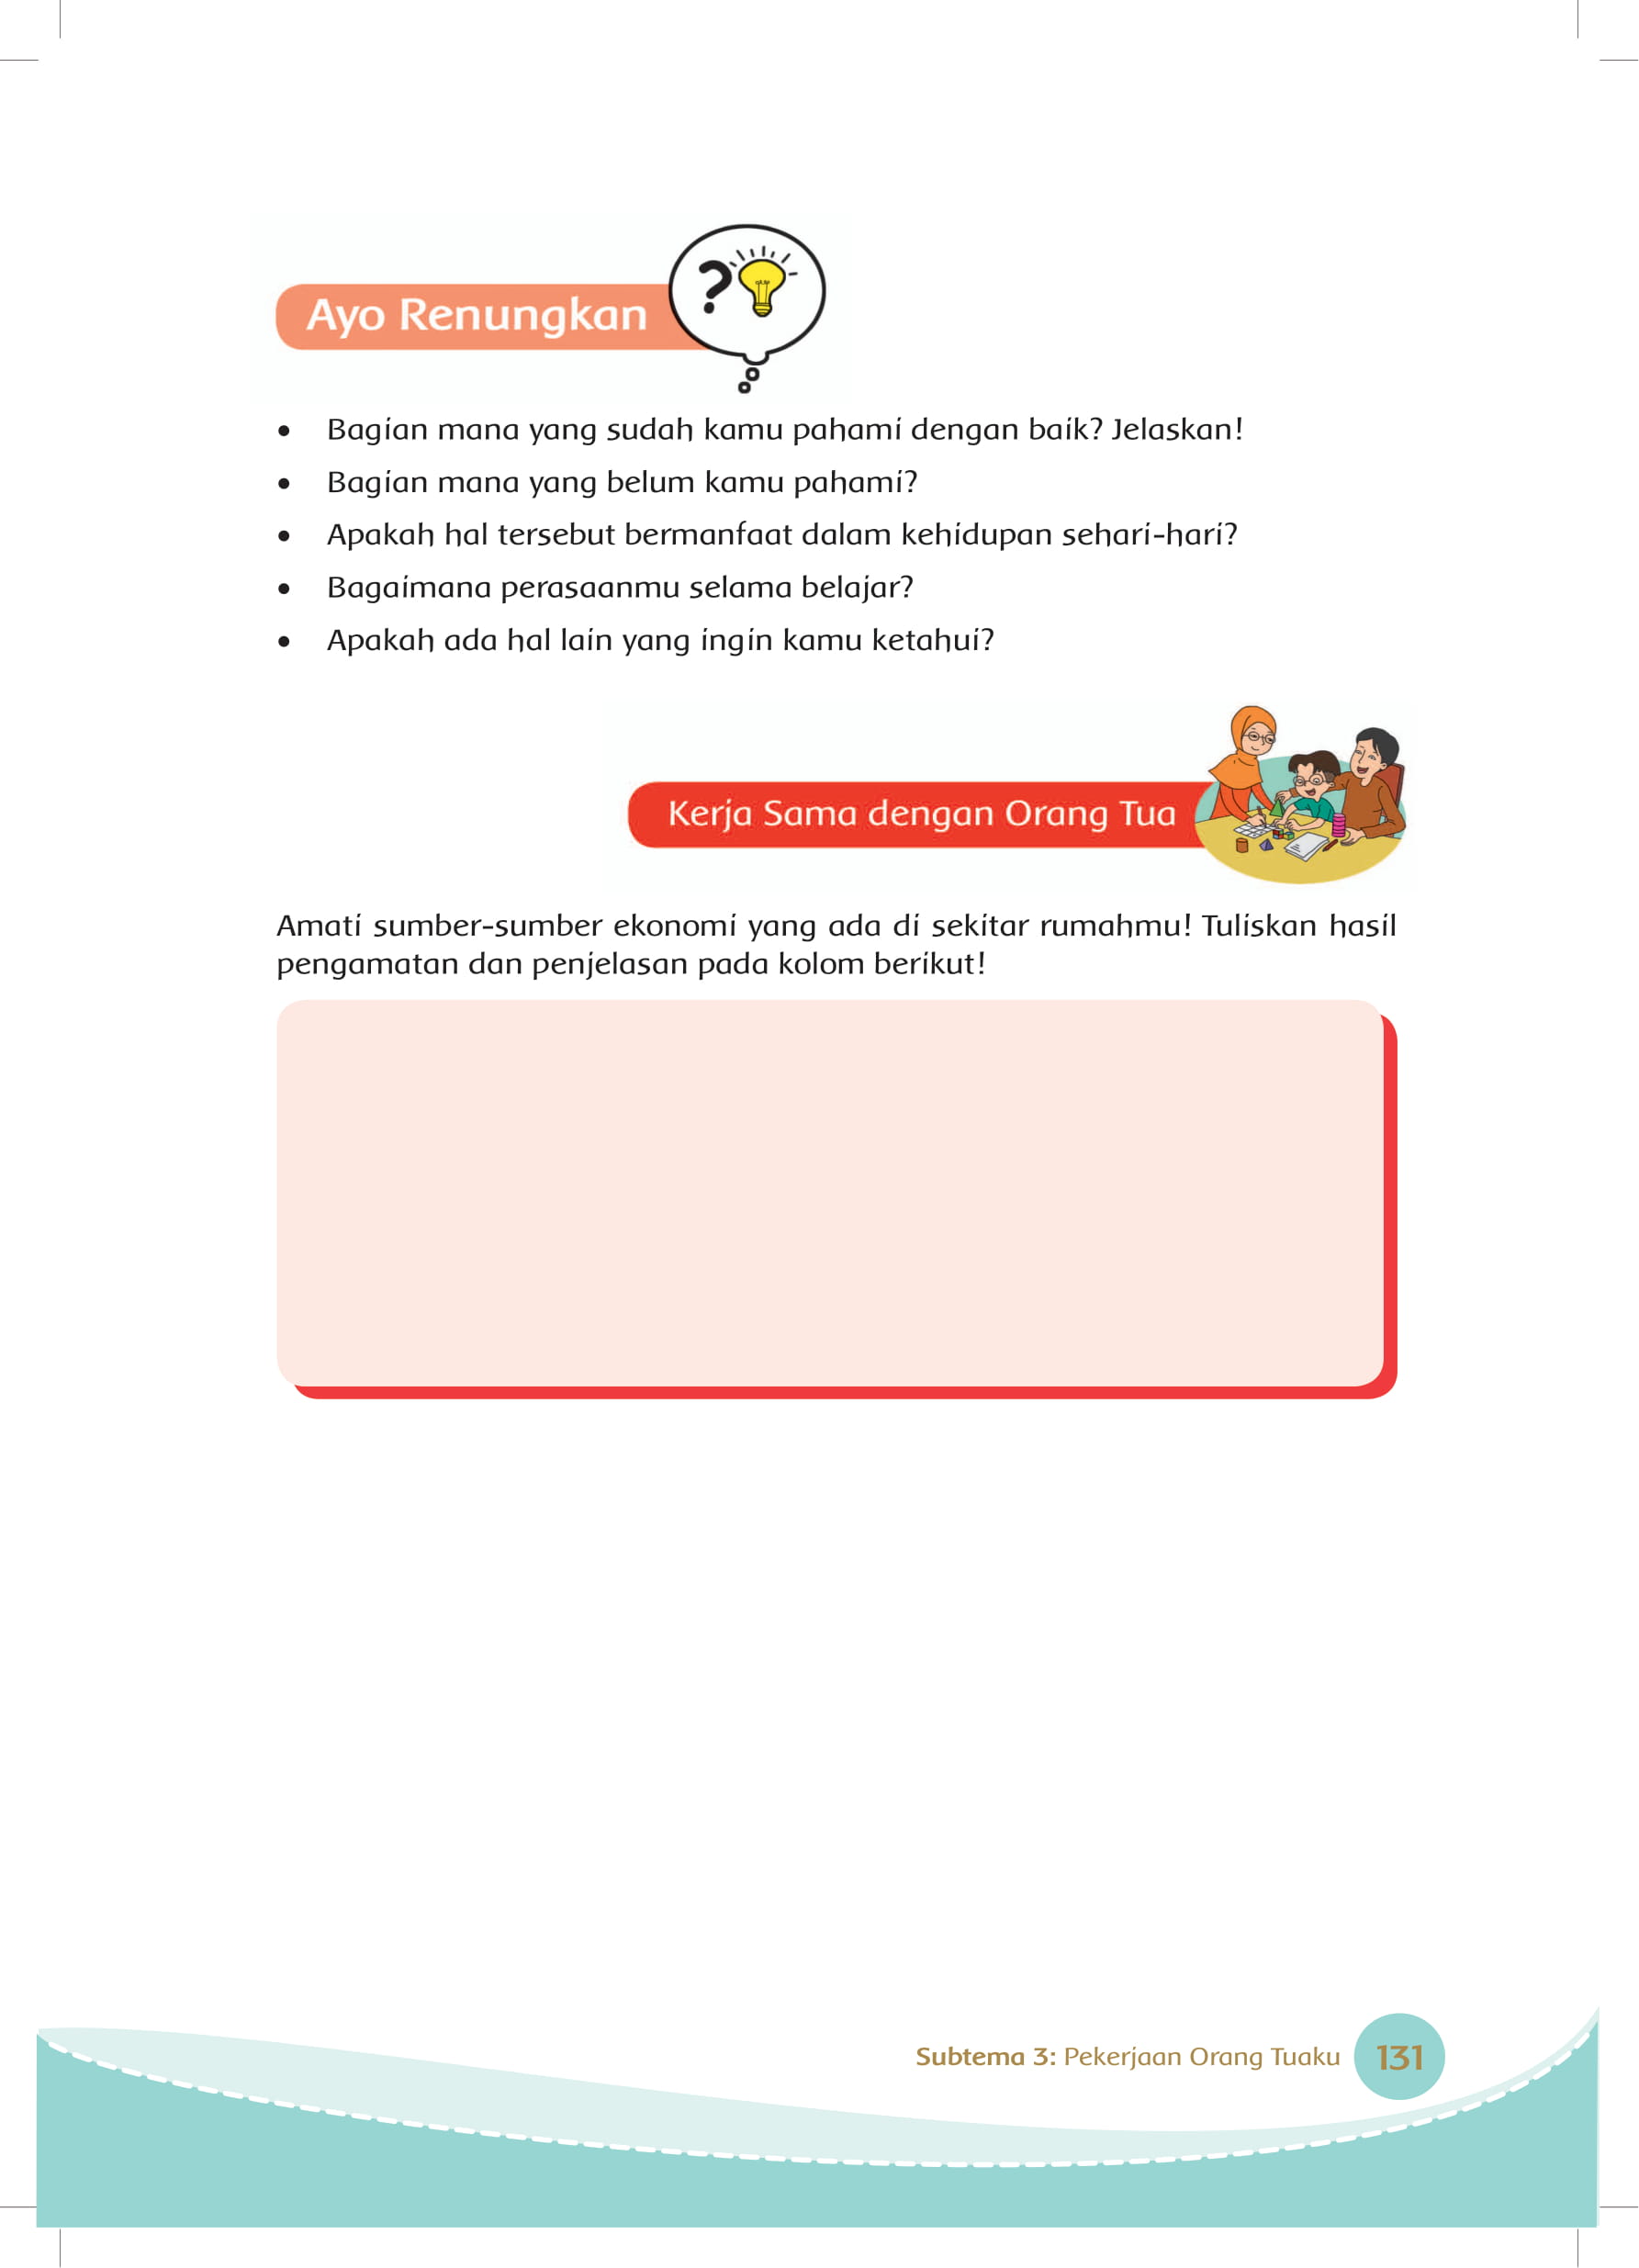 Ayo Renungkan
?
• Bagian mana yang sudah kamu pahami dengan baik? Jelaskan!
• Bagian mana yang belum kamu pahami?
• Apakah hal tersebut bermanfaat dalam kehidupan sehari-hari?
• Bagaimana perasaanmu selama belajar?
• Apakah ada hal lain yang ingin kamu ketahui?
Kerja Sama dengan Orang Tua
Amati sumber-sumber ekonomi yang ada di sekitar rumahmu! Tuliskan hasil
pengamatan dan penjelasan pada kolom berikut!
Subtema 3: Pekerjaan Orang Tuaku 131